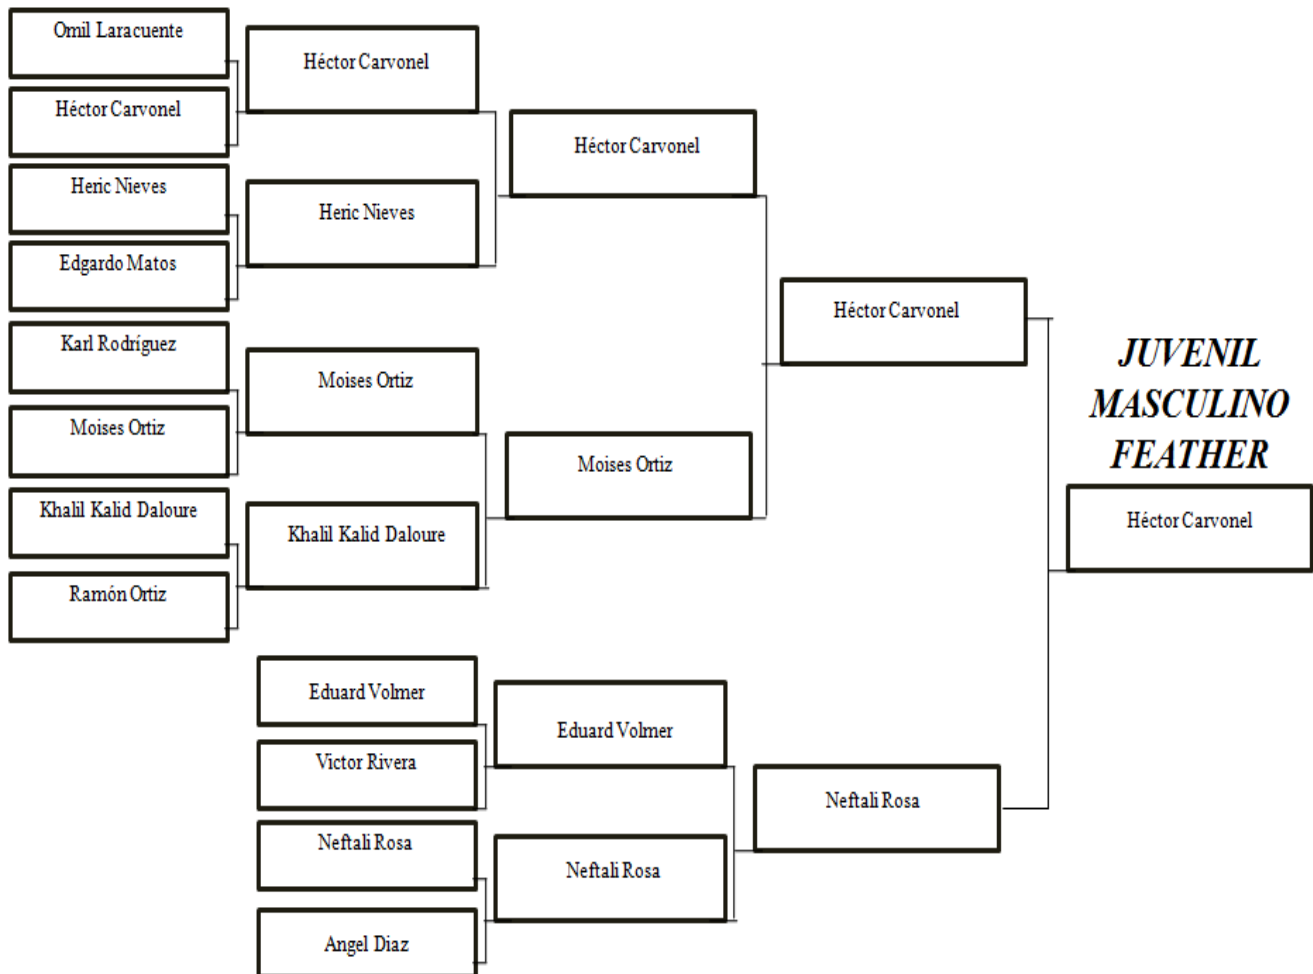 Omil Laracuente
Héctor Carvonel
Héctor Carvonel
Héctor Carvonel
Heric Nieves
Heric Nieves
Edgardo Matos
Héctor Carvonel
Karl Rodríguez
Moises Ortiz
Moises Ortiz
Moises Ortiz
Khalil Kalid Daloure
Khalil Kalid Daloure
Ramón Ortiz
JUVENIL
MASCULINO
FEATHER
Héctor Carvonel
Eduard Volmer
Eduard Volmer
Victor Rivera
Neftali Rosa
Neftali Rosa
Neftali Rosa
Angel Diaz